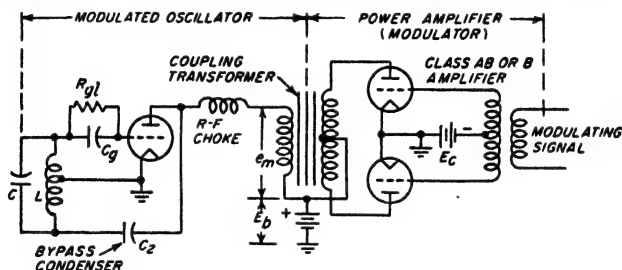 MODULATED OSCILLATOR
POWER AMPLIFIER
(MODULATOR)
COUPLING
TRANSFORMER
CLASS AB OR B
AMPLIFIER
Rgl
Cg
R-F
CHOKE
em
Ec
MODULATING
SIGNAL
C
L
Eb
+
-
BYPASS
CONDENSER
C2